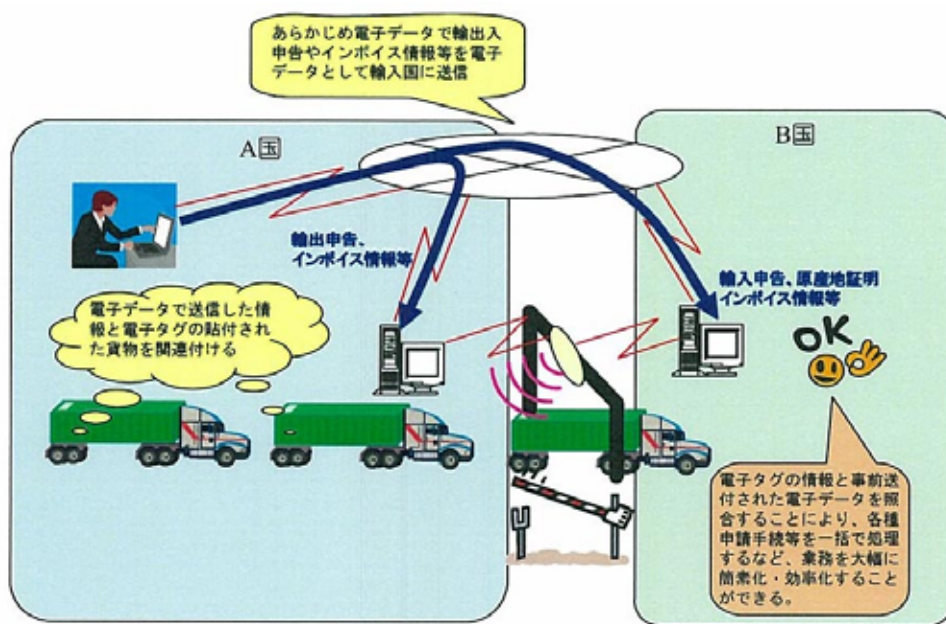 あらかじめ電子データで輸出入
申告やインボイス情報等を電子
データとして輸入国に送信
A国
B国
輸出申告、
インボイス情報等
輸入申告、原産地証明
インボイス情報等
電子データで送信した情
報と電子タグの貼付され
た貨物を関連付ける
OK
電子タグの情報と事前送
付された電子データを照
合することにより、各種
申請手続等を一括で処理
するなど、業務を大幅に
簡素化・効率化すること
ができる。